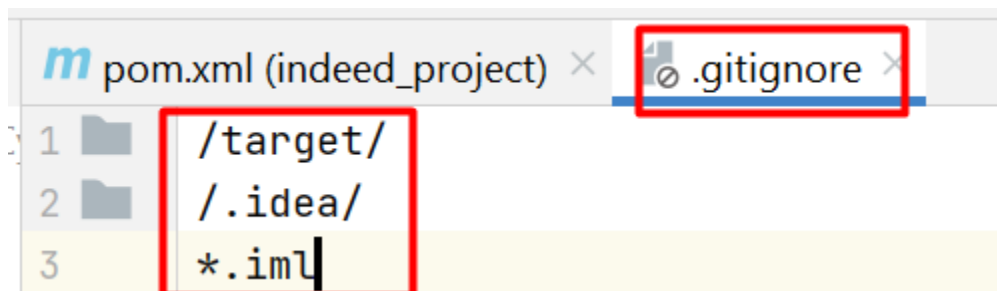 m pom.xml (indeed_project) × .gitignore ×
1 /target/
2 /.idea/
3 *.iml